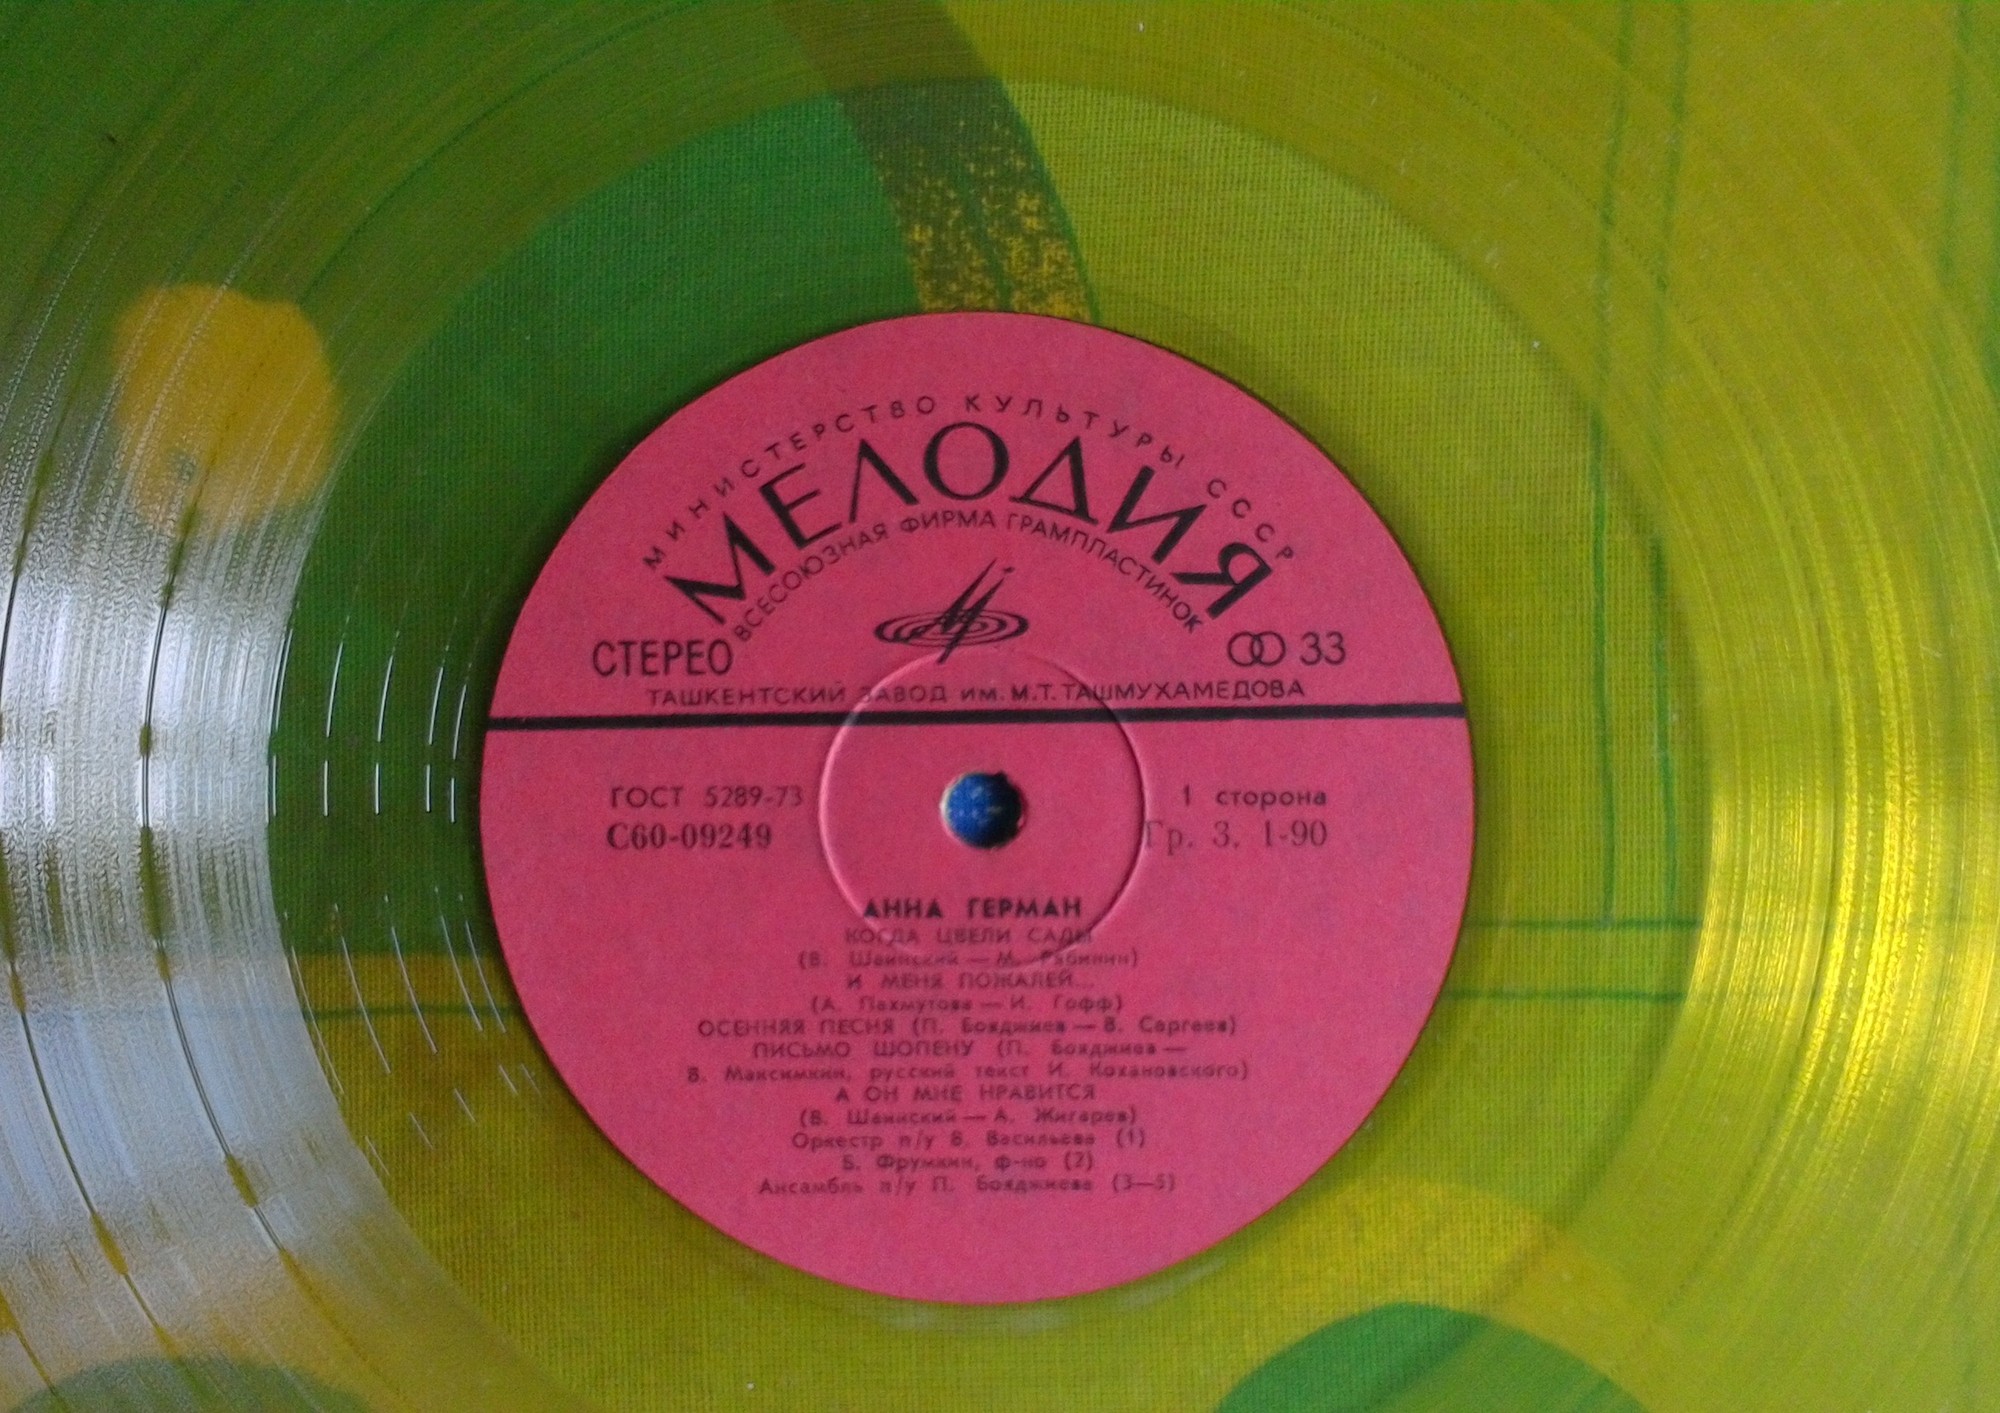 МИНИСТЕРСТВО КУЛЬТУРЫ СССР
МЕЛОДИЯ
ВСЕСОЮЗНАЯ ФИРМА ГРАМПЛАСТИНОК
СТЕРЕО
33
ТАШКЕНТСКИЙ ЗАВОД ИМ. М.Т. ТАШМУХАМЕДОВА
ГОСТ 5289-73
1 сторона
С60-09249
Гр. 3. 1-90
АННА ГЕРМАН
КОГДА ЦВЕЛИ САДЫ
(В. Шаинский — М. Рябинин)
И МЕНЯ ПОЖАЛЕЙ...
(А. Пахмутова — И. Гофф)
ОСЕННЯЯ ПЕСНЯ (П. Бояджиев — В. Сергеев)
ПИСЬМО ШОПЕНУ (П. Бояджиев —
В. Максимкин, русский текст И. Кохановского)
А ОН МНЕ НРАВИТСЯ
(В. Шаинский — А. Жигарев)
Оркестр п/у В. Васильева (1)
Б. Фрумкин, ф-но (2)
Ансамбль п/у П. Бояджиева (3—5)